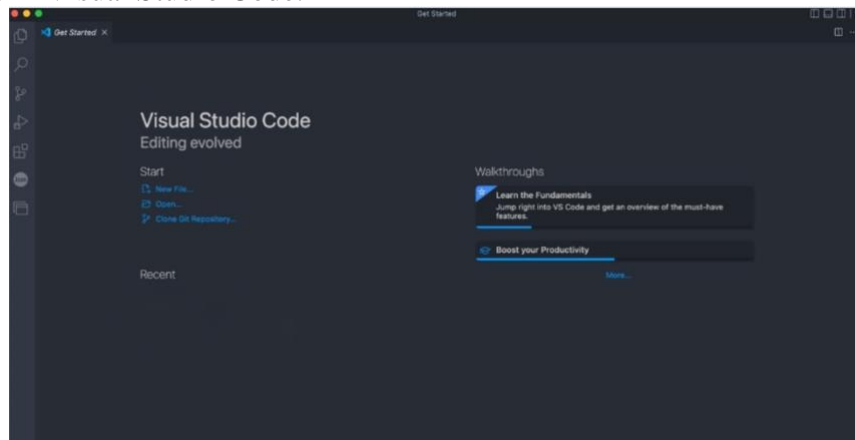 Get Started
Get Started
Visual Studio Code
Editing evolved
Start
New File...
Open...
Clone Git Repository...
Recent
Walkthroughs
Learn the Fundamentals
Jump right into VS Code and get an overview of the must-have
features.
Boost your Productivity
More...